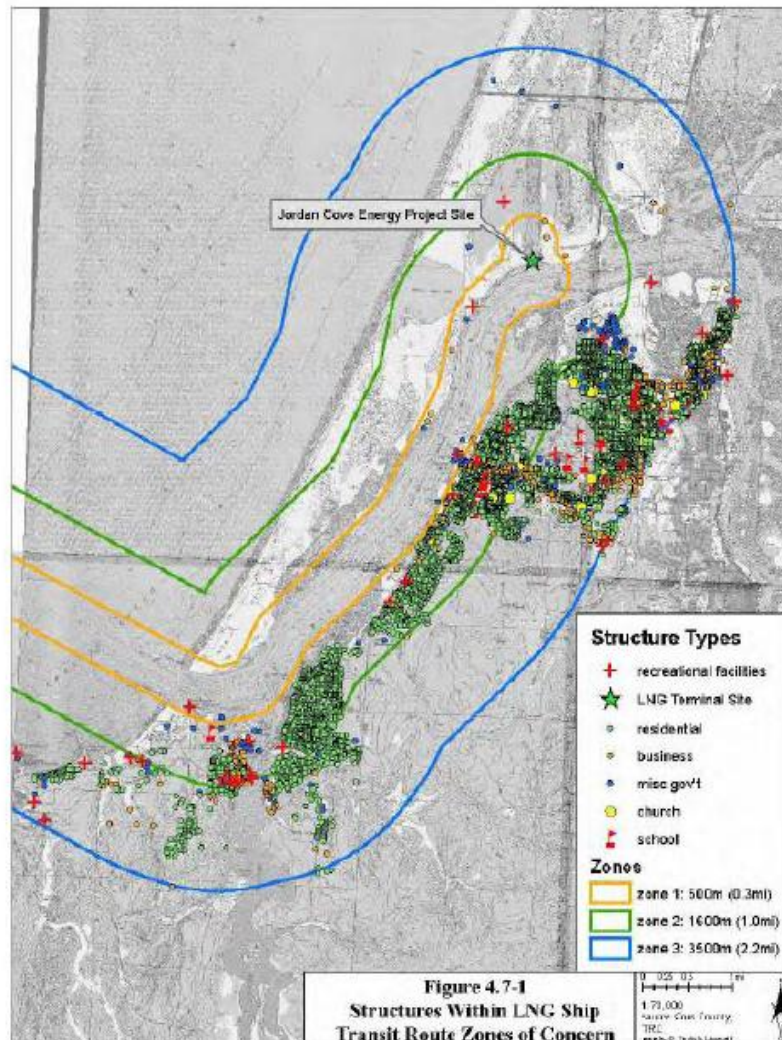 Jordan Cove Energy Project Site
Structure Types
recreational facilities
LNG Terminal Site
residential
business
misc gov't
church
school
Zones
zone 1: 500m (0.3mi)
zone 2: 1600m (1.0mi)
zone 3: 3500m (2.2mi)
Figure 4.7-1
Structures Within LNG Ship
Transit Route Zones of Concern